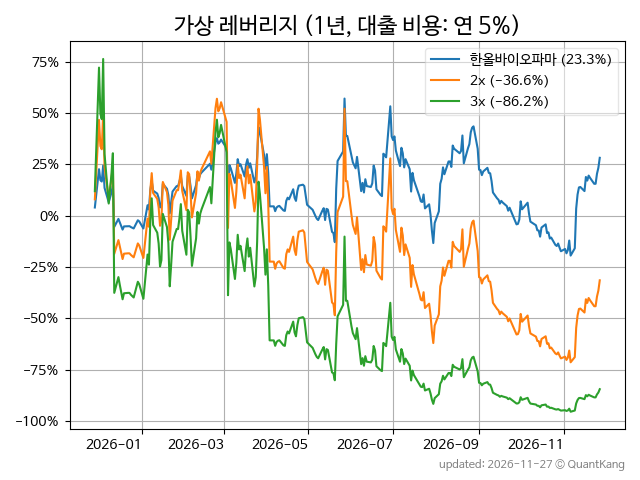 가상 레버리지 (1년, 대출 비용: 연 5%)
한올바이오파마 (23.3%)
2x (−36.6%)
3x (−86.2%)
75%
50%
25%
0%
−25%
−50%
−75%
−100%
2026-01 2026-03 2026-05 2026-07 2026-09 2026-11
updated: 2026-11-27 © QuantKang